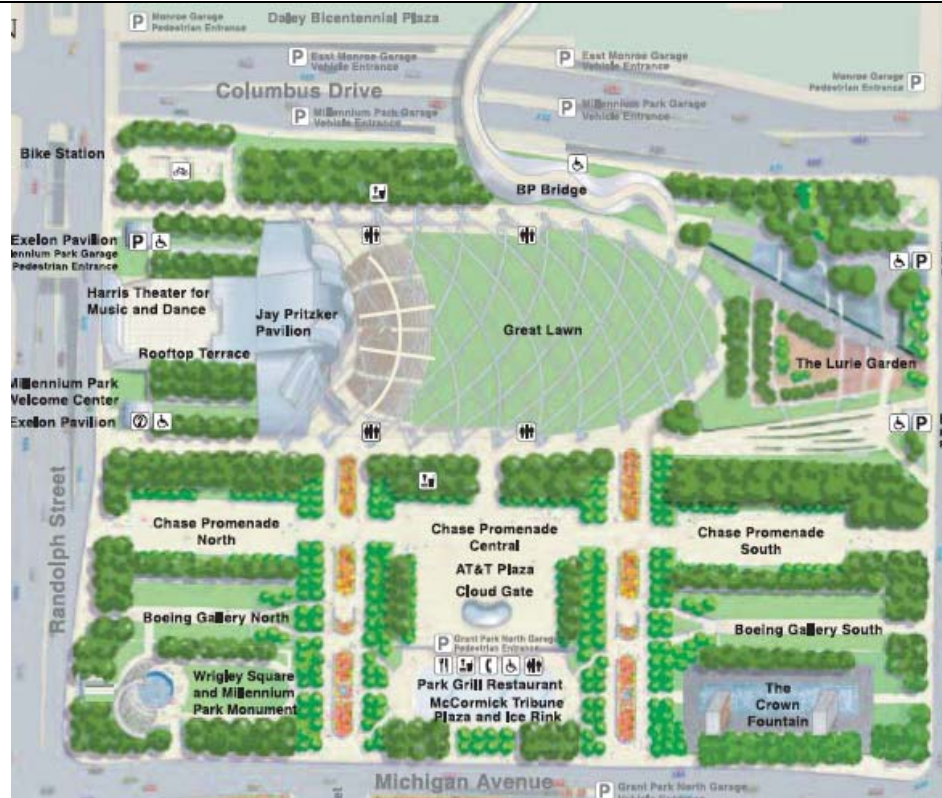 N
Monroe Garage
Pedestrian Entrance
Daley Bicentennial Plaza
East Monroe Garage
Vehicle Entrance
East Monroe Garage
Vehicle Entrance
Monroe Garage
Pedestrian Entrance
Columbus Drive
Millennium Park Garage
Vehicle Entrance
Millennium Park Garage
Vehicle Entrance
Bike Station
BP Bridge
Exelon Pavilion
ennium Park Garage
Pedestrian Entrance
Harris Theater for
Music and Dance
Jay Pritzker
Pavilion
Great Lawn
Rooftop Terrace
The Lurie Garden
Millennium Park
Welcome Center
Exelon Pavilion
Randolph Street
Chase Promenade
North
Chase Promenade
Central
Chase Promenade
South
AT&T Plaza
Cloud Gate
Boeing Gallery North
Boeing Gallery South
Grant Park North Garage
Pedestrian Entrance
Wrigley Square
and Millennium
Park Monument
Park Grill Restaurant
McCormick Tribune
Plaza and Ice Rink
The
Crown
Fountain
Michigan Avenue
Grant Park North Garage